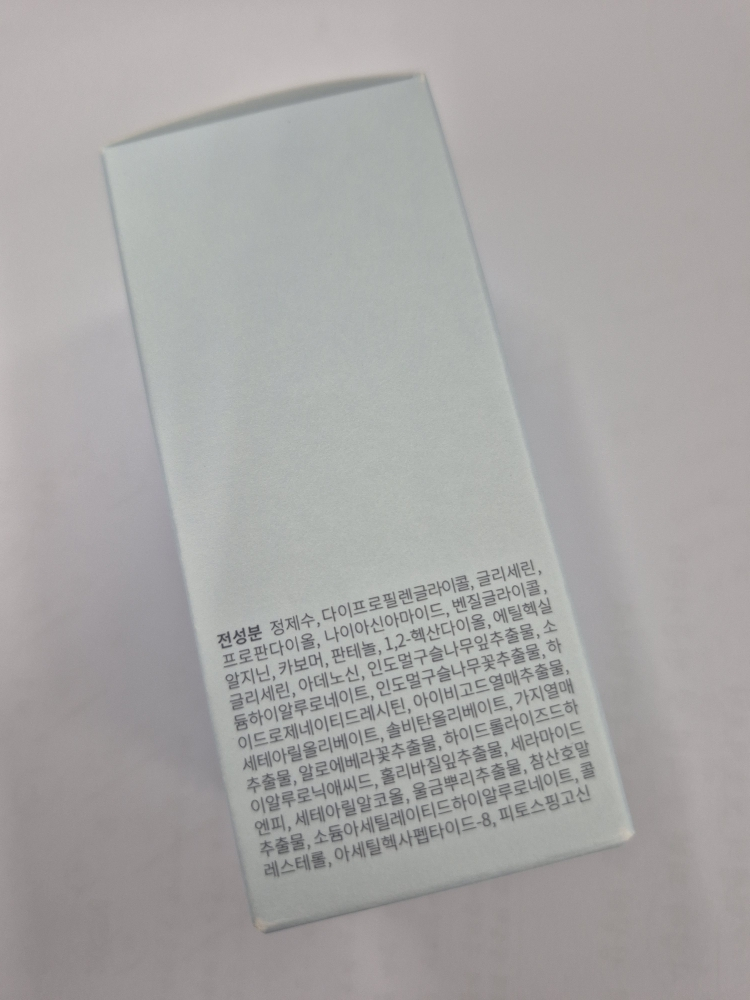 전성분 정제수, 다이프로필렌글라이콜, 글리세린,
프로판다이올, 나이아신아마이드, 벤질글라이콜,
알지닌, 카보머, 판테놀, 1,2-헥산다이올, 에틸헥실
글리세린, 아데노신, 인도멀구슬나무잎추출물, 소
듐하이알루로네이트, 인도멀구슬나무꽃추출물, 하
이드로제네이티드레시틴, 아이비고드열매추출물,
세테아릴올리베이트, 솔비탄올리베이트, 가지열매
추출물, 알로에베라꽃추출물, 하이드롤라이즈드하
이알루로닉애씨드, 홀리바질잎추출물, 세라마이드
엔피, 세테아릴알코올, 울금뿌리추출물, 참산호말
추출물, 소듐아세틸레이티드하이알루로네이트, 콜
레스테롤, 아세틸헥사펩타이드-8, 피토스핑고신